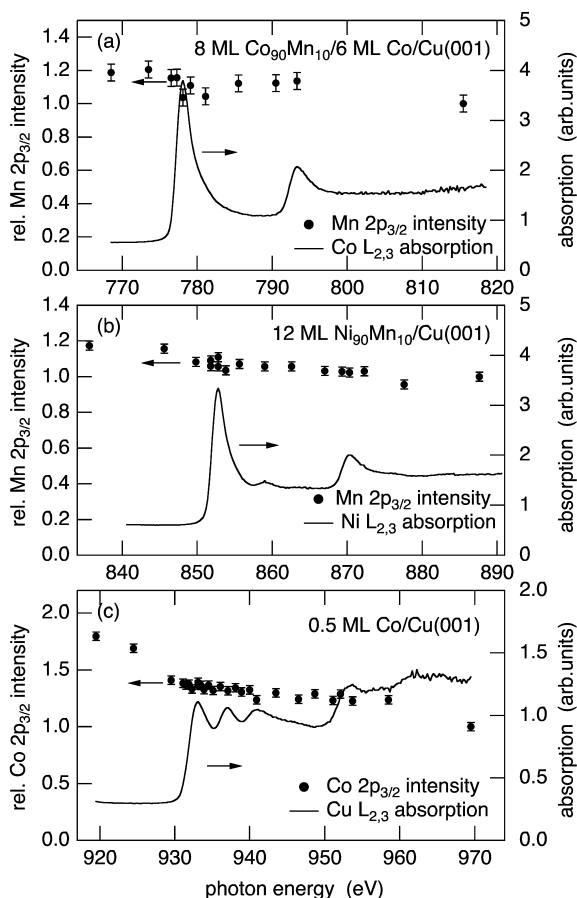 (a) 8 ML Co₉₀Mn₁₀/6 ML Co/Cu(001)
rel. Mn 2p₃/₂ intensity
1.4
1.2
1.0
0.8
0.6
0.4
0.2
0.0
5
4
3
2
1
0
absorption (arb.units)
Mn 2p₃/₂ intensity
Co L₂,₃ absorption
770 780 790 800 810 820
(b) 12 ML Ni₉₀Mn₁₀/Cu(001)
rel. Mn 2p₃/₂ intensity
1.4
1.2
1.0
0.8
0.6
0.4
0.2
0.0
5
4
3
2
1
0
absorption (arb.units)
Mn 2p₃/₂ intensity
Ni L₂,₃ absorption
840 850 860 870 880 890
(c) 0.5 ML Co/Cu(001)
rel. Co 2p₃/₂ intensity
2.0
1.5
1.0
0.5
0.0
2.0
1.5
1.0
0.5
0.0
absorption (arb.units)
Co 2p₃/₂ intensity
Cu L₂,₃ absorption
920 930 940 950 960 970
photon energy (eV)